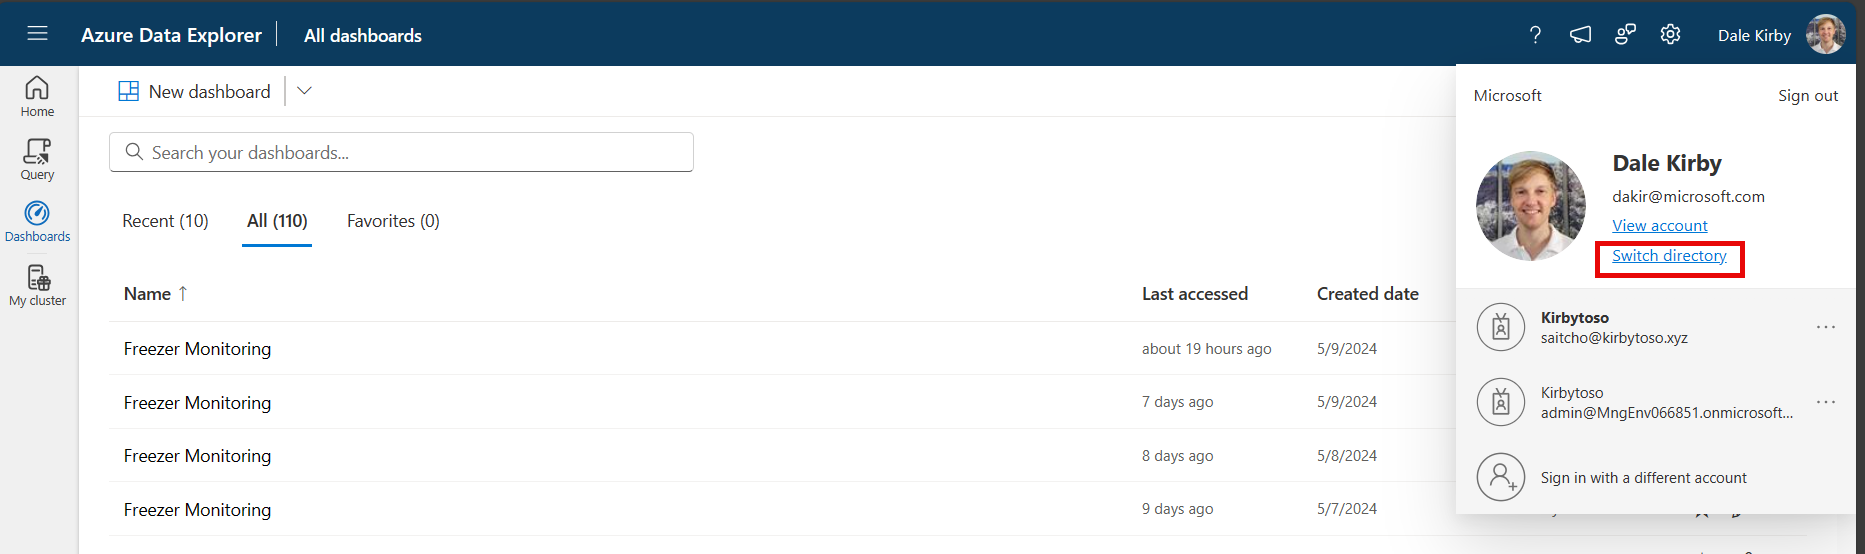 Azure Data Explorer
All dashboards
? Dale Kirby
Home
Query
Dashboards
My cluster
New dashboard
Search your dashboards...
Recent (10)
All (110)
Favorites (0)
Name ↑
Last accessed
Created date
Freezer Monitoring
about 19 hours ago
5/9/2024
Freezer Monitoring
7 days ago
5/9/2024
Freezer Monitoring
8 days ago
5/8/2024
Freezer Monitoring
9 days ago
5/7/2024
Microsoft
Sign out
Dale Kirby
dakir@microsoft.com
View account
Switch directory
Kirbytoso
saitcho@kirbytoso.xyz
...
Kirbytoso
admin@MngEnv066851.onmicrosoft...
...
Sign in with a different account